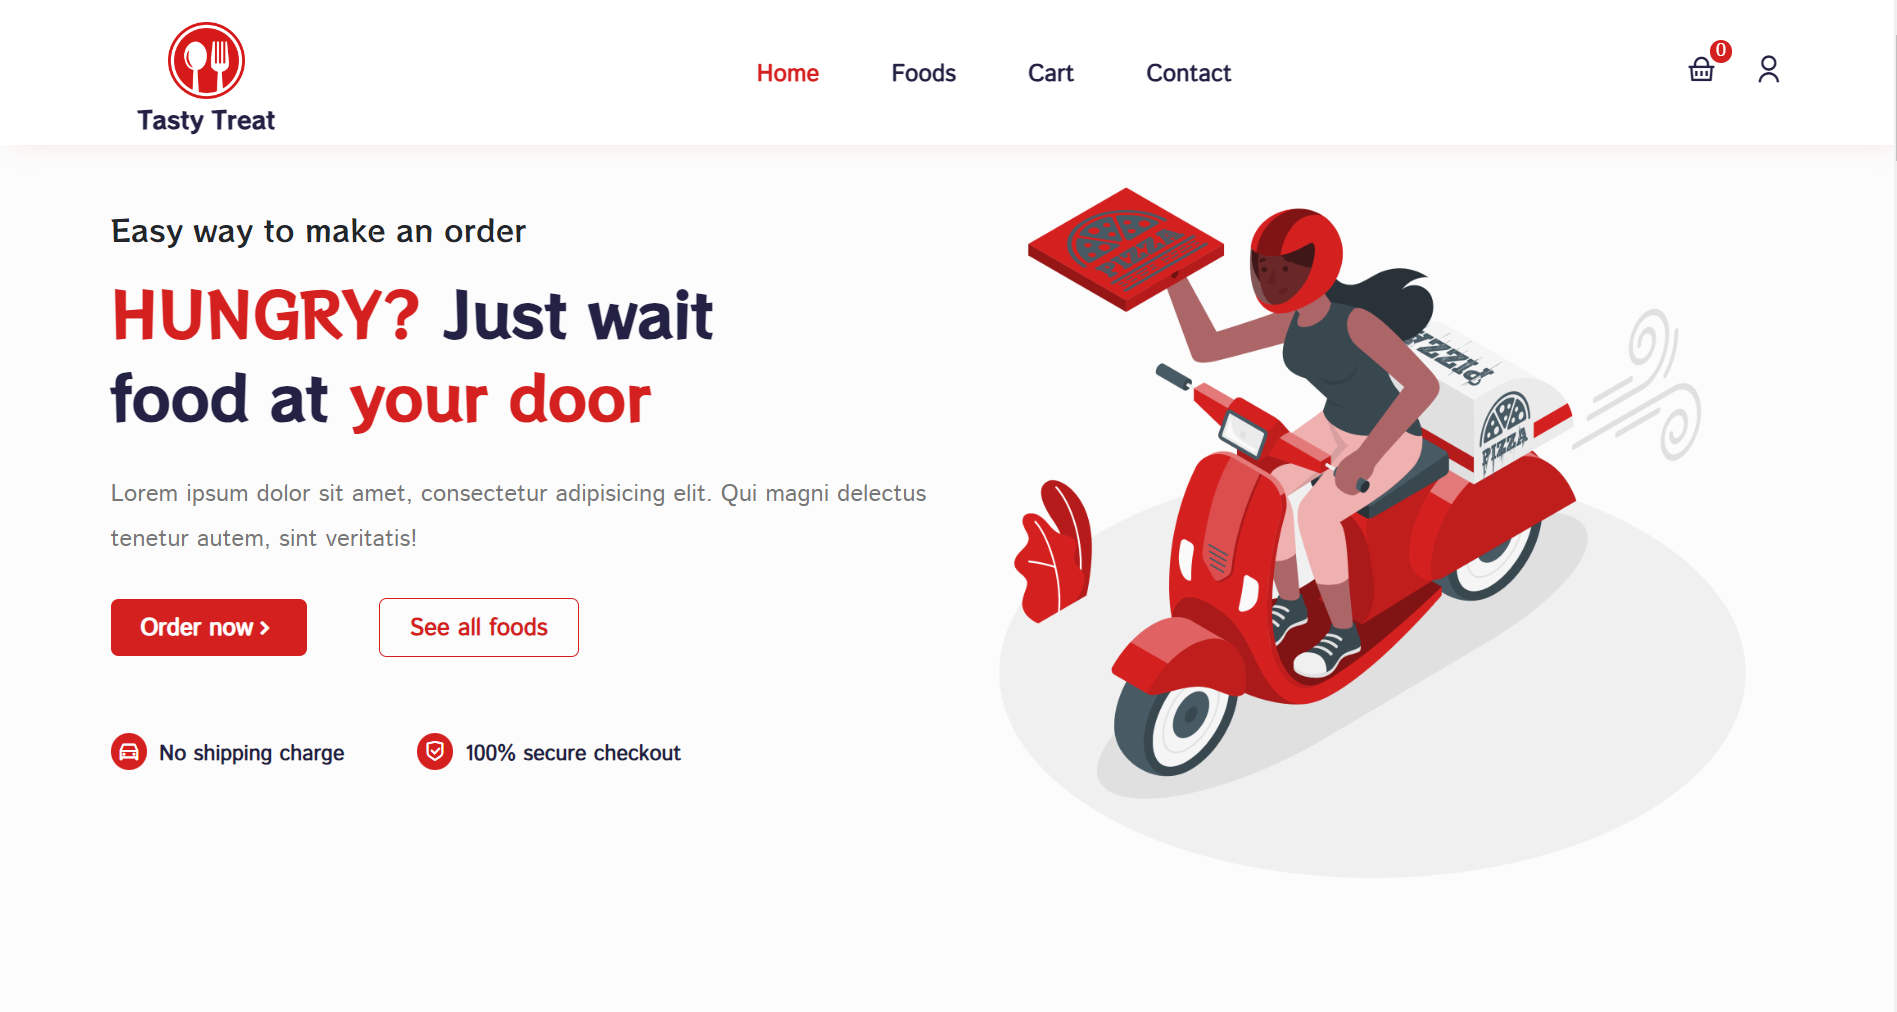 Tasty Treat
Home
Foods
Cart
Contact
0
Easy way to make an order
HUNGRY? Just wait
food at your door
Lorem ipsum dolor sit amet, consectetur adipisicing elit. Qui magni delectus
tenetur autem, sint veritatis!
Order now
See all foods
No shipping charge
100% secure checkout
PIZZA
PIZZA
PIZZA